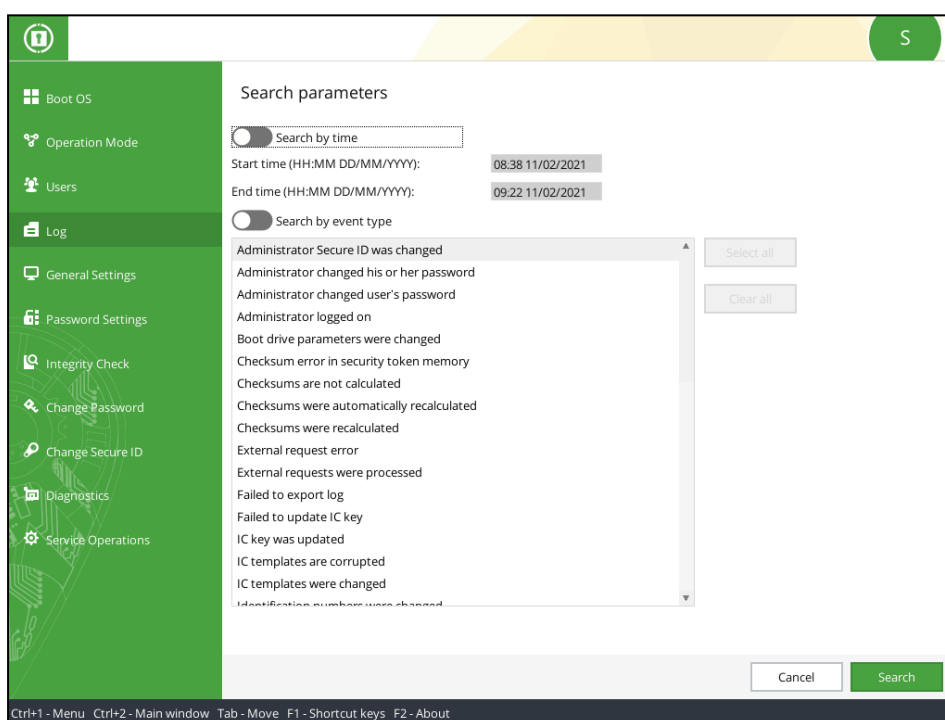 S
Boot OS
Operation Mode
Users
Log
General Settings
Password Settings
Integrity Check
Change Password
Change Secure ID
Diagnostics
Service Operations
Search parameters
Search by time
Start time (HH:MM DD/MM/YYYY): 08:38 11/02/2021
End time (HH:MM DD/MM/YYYY): 09:22 11/02/2021
Search by event type
Administrator Secure ID was changed
Administrator changed his or her password
Administrator changed user's password
Administrator logged on
Boot drive parameters were changed
Checksum error in security token memory
Checksums are not calculated
Checksums were automatically recalculated
Checksums were recalculated
External request error
External requests were processed
Failed to export log
Failed to update IC key
IC key was updated
IC templates are corrupted
IC templates were changed
Identification numbers were changed
Select all
Clear all
Cancel Search
Ctrl+1 - Menu Ctrl+2 - Main window Tab - Move F1 - Shortcut keys F2 - About